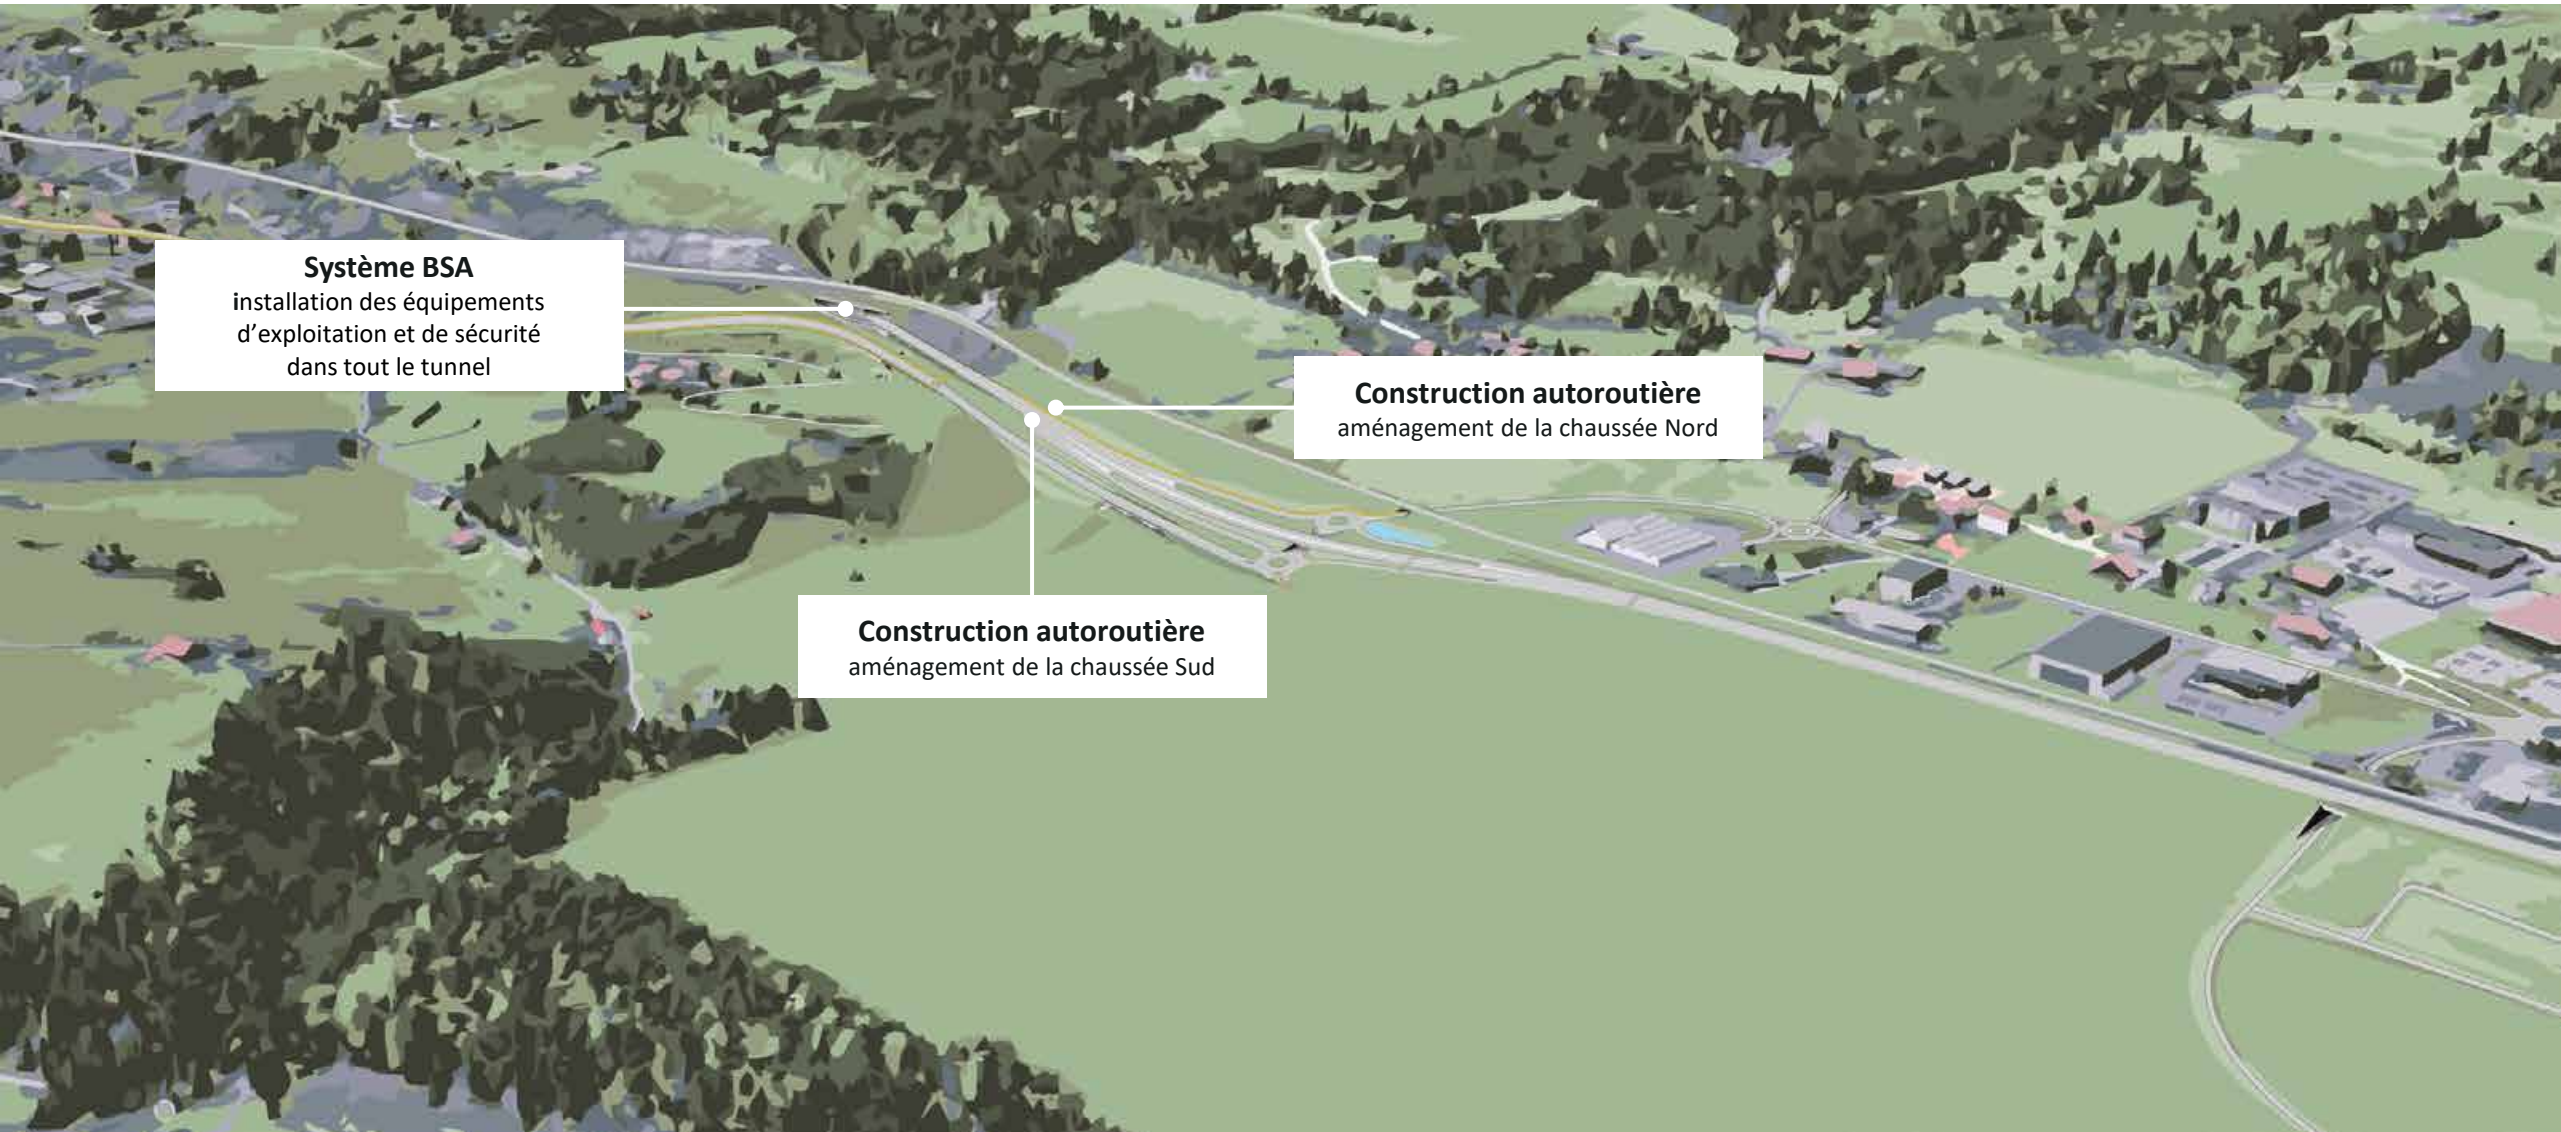 Système BSA
installation des équipements
d’exploitation et de sécurité
dans tout le tunnel
Construction autoroutière
aménagement de la chaussée Nord
Construction autoroutière
aménagement de la chaussée Sud